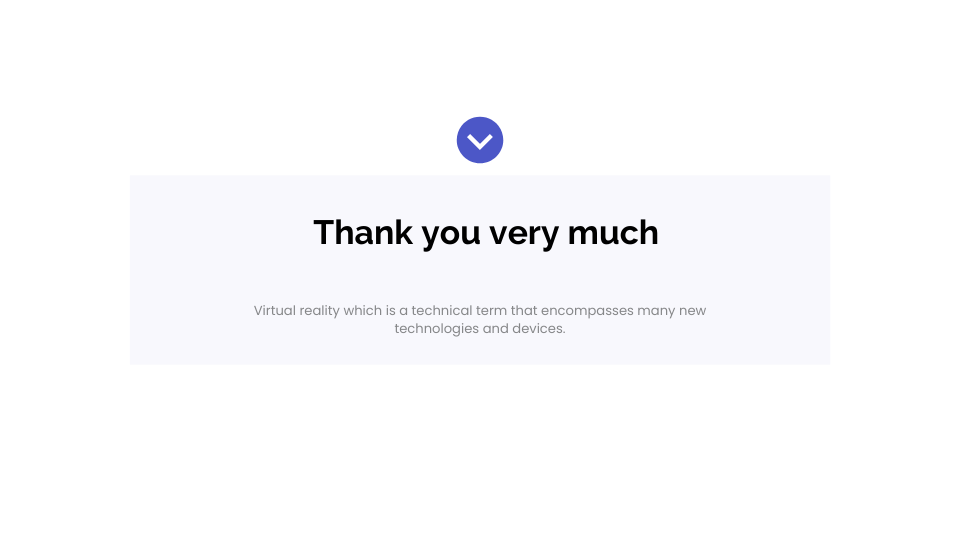 Thank you very much
Virtual reality which is a technical term that encompasses many new
technologies and devices.